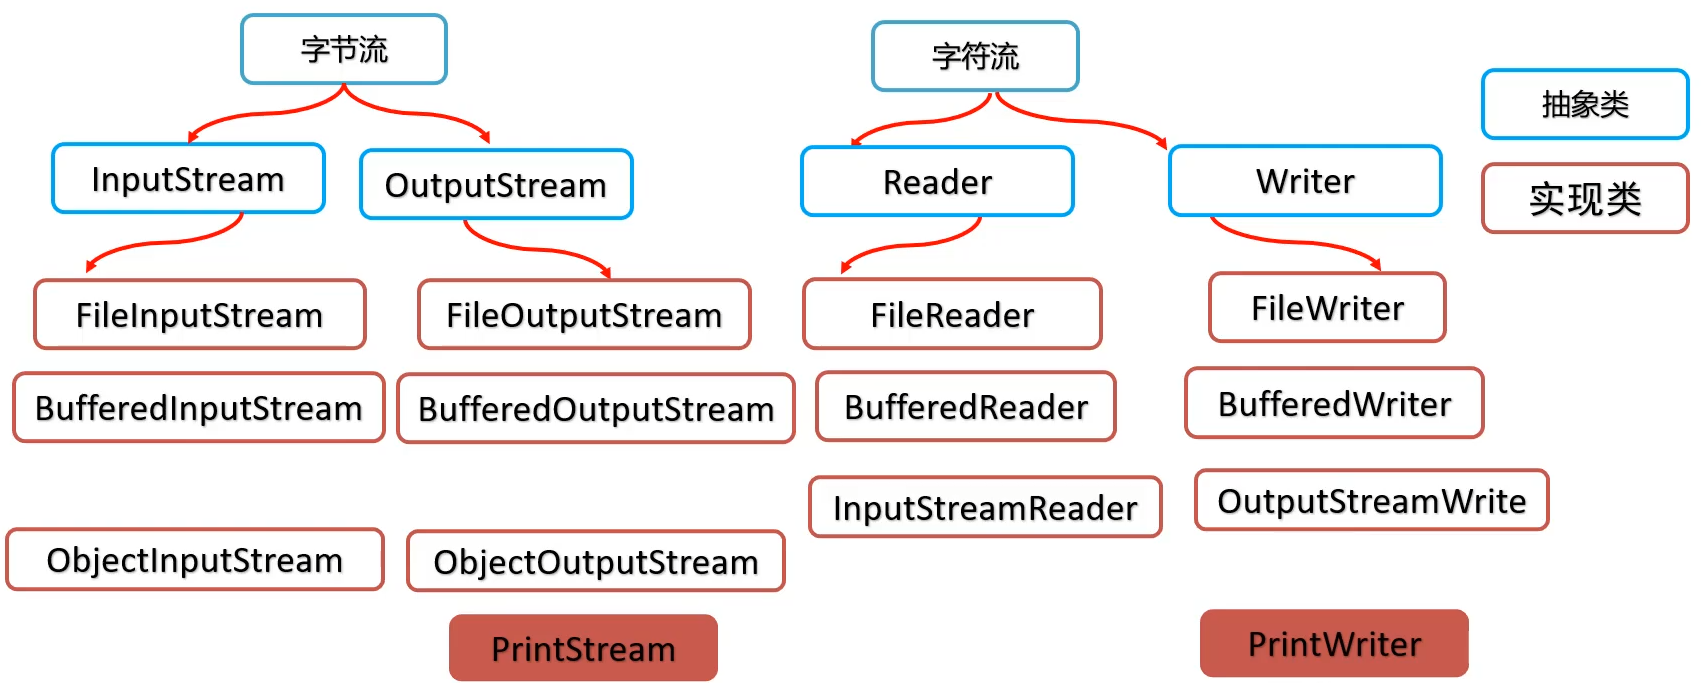 字节流
字符流
抽象类
InputStream
OutputStream
Reader
Writer
实现类
FileInputStream
FileOutputStream
FileReader
FileWriter
BufferedInputStream
BufferedOutputStream
BufferedReader
BufferedWriter
InputStreamReader
OutputStreamWrite
ObjectInputStream
ObjectOutputStream
PrintStream
PrintWriter